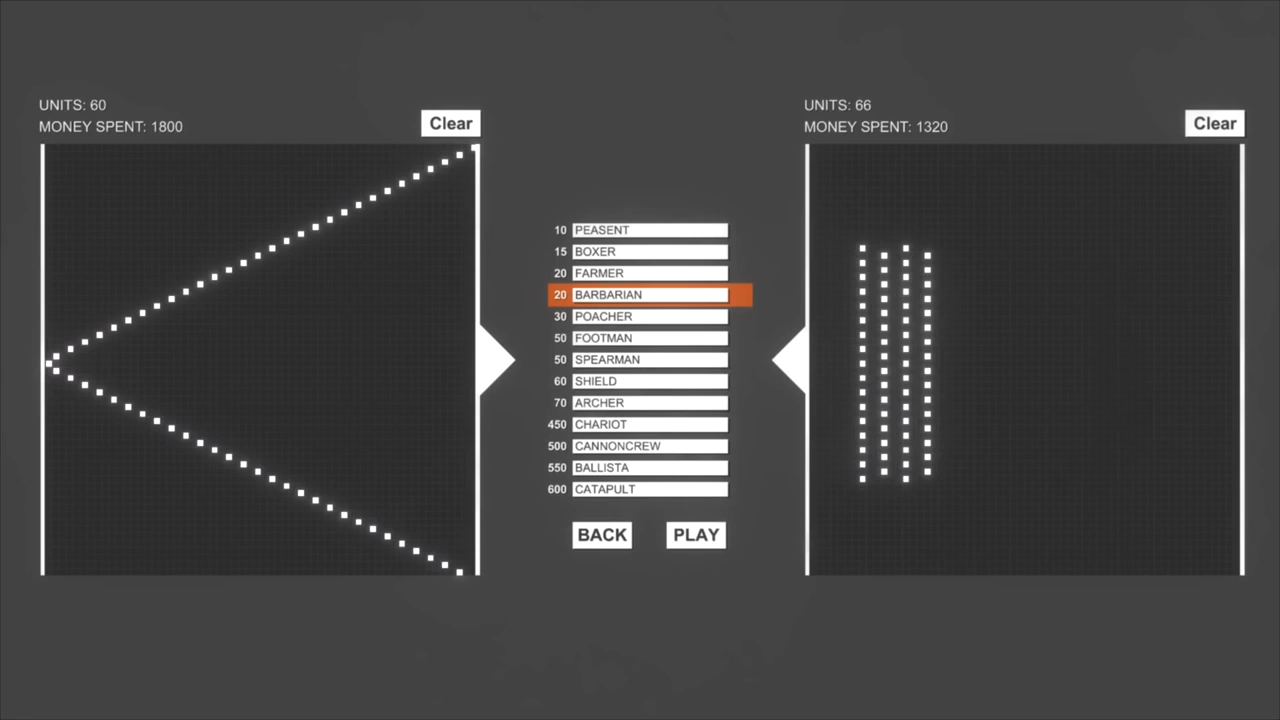 UNITS: 60
MONEY SPENT: 1800
Clear
UNITS: 66
MONEY SPENT: 1320
Clear
10 PEASENT
15 BOXER
20 FARMER
20 BARBARIAN
30 POACHER
50 FOOTMAN
50 SPEARMAN
60 SHIELD
70 ARCHER
450 CHARIOT
500 CANNONCREW
550 BALLISTA
600 CATAPULT
BACK PLAY